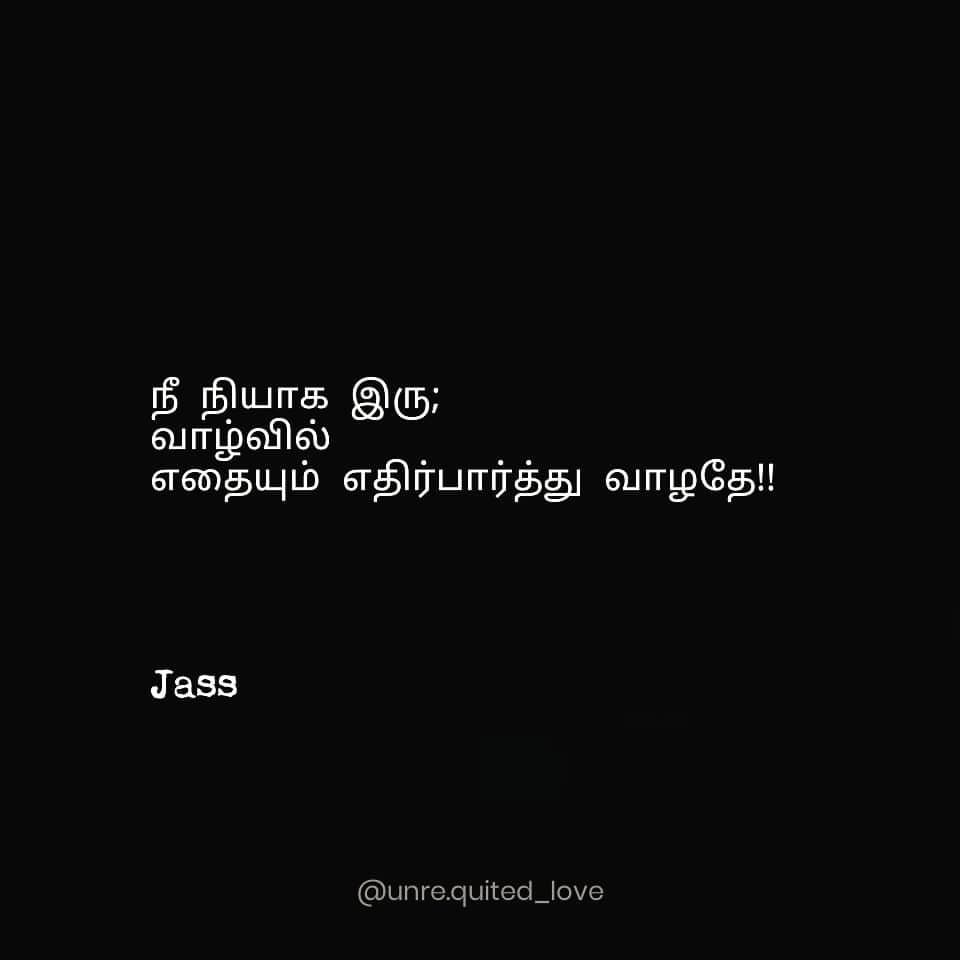 நீ நியாக இரு;
வாழ்வில்
எதையும் எதிர்பார்த்து வாழதே!!
Jass
@unre.quited_love